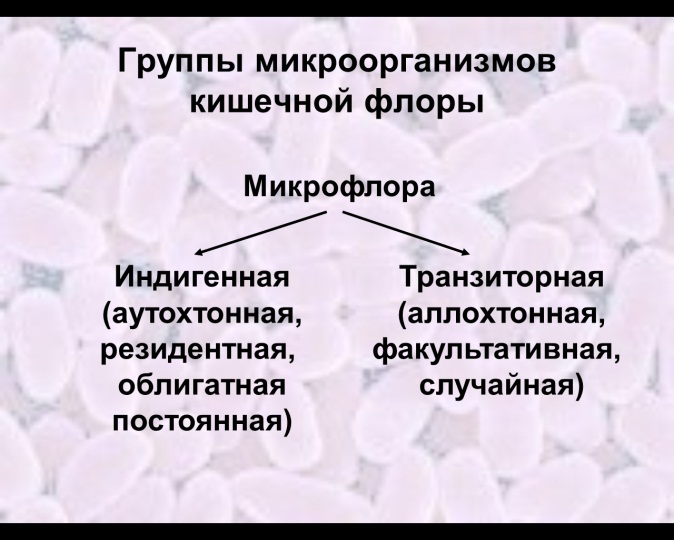 Группы микроорганизмов
кишечной флоры
Микрофлора
Индигенная
(аутохтонная,
резидентная,
облигатная
постоянная)
Транзиторная
(аллохтонная,
факультативная,
случайная)